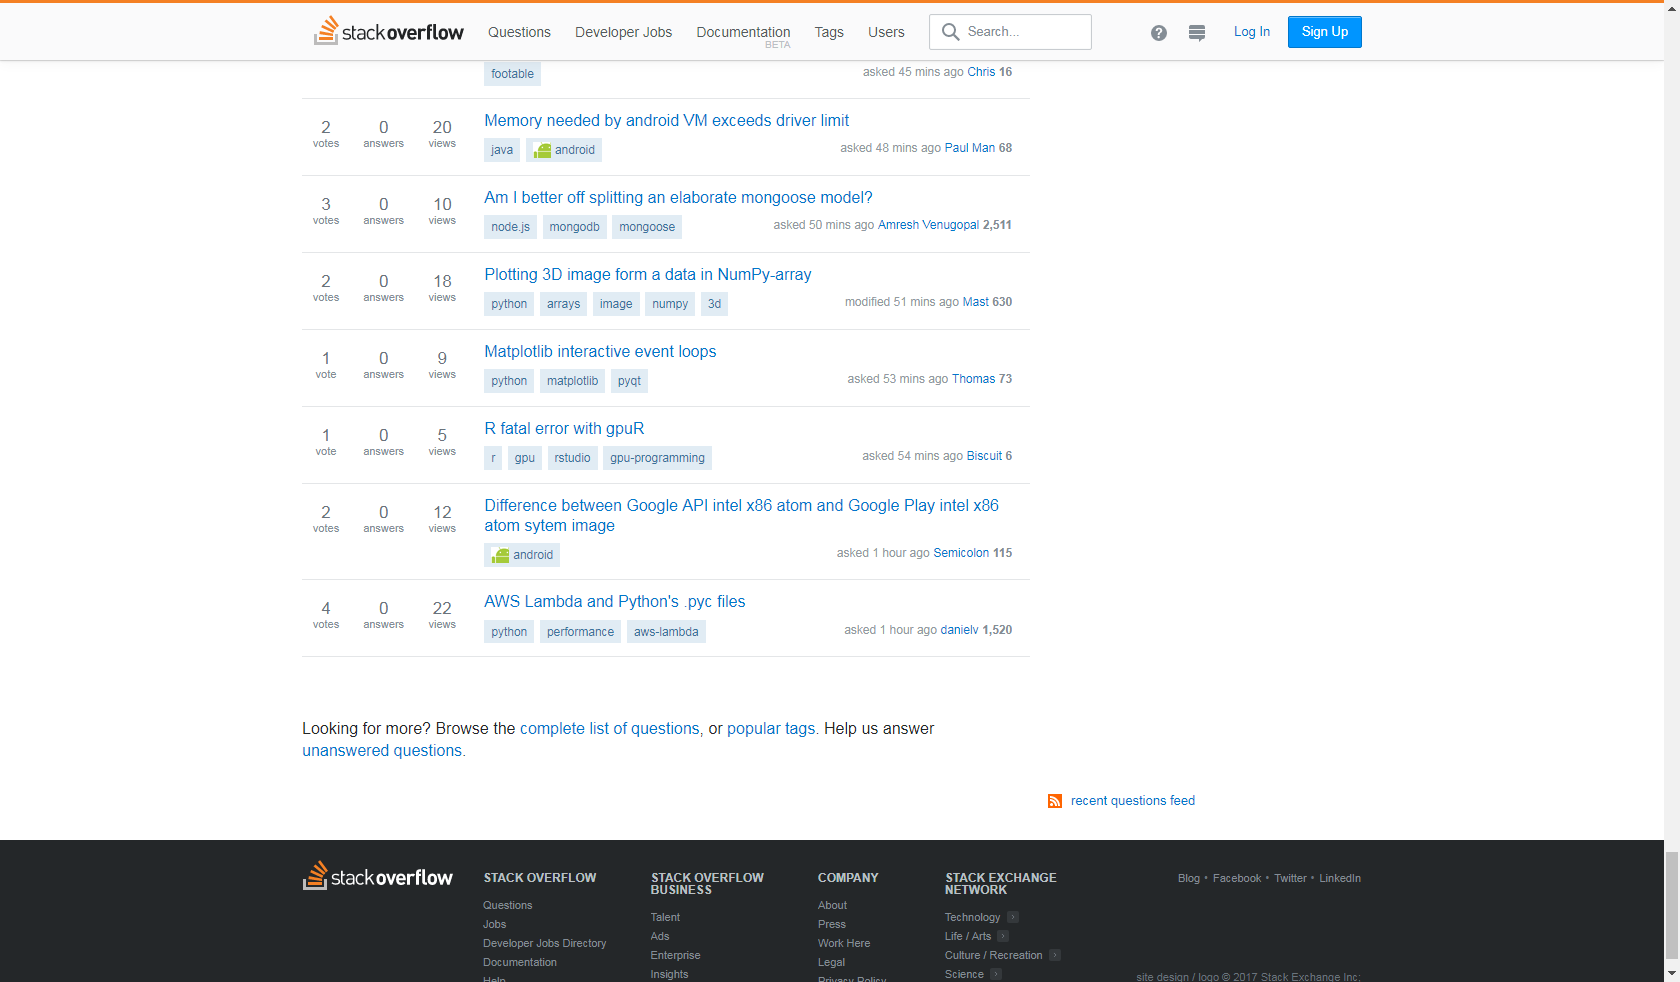 stackoverflow Questions Developer Jobs Documentation BETA Tags Users Search... Log In Sign Up
footable
asked 45 mins ago Chris 16
2 votes 0 answers 20 views
Memory needed by android VM exceeds driver limit
java android
asked 48 mins ago Paul Man 68
3 votes 0 answers 10 views
Am I better off splitting an elaborate mongoose model?
node.js mongodb mongoose
asked 50 mins ago Amresh Venugopal 2,511
2 votes 0 answers 18 views
Plotting 3D image form a data in NumPy-array
python arrays image numpy 3d
modified 51 mins ago Mast 630
1 vote 0 answers 9 views
Matplotlib interactive event loops
python matplotlib pyqt
asked 53 mins ago Thomas 73
1 vote 0 answers 5 views
R fatal error with gpuR
r gpu rstudio gpu-programming
asked 54 mins ago Biscuit 6
2 votes 0 answers 12 views
Difference between Google API intel x86 atom and Google Play intel x86
atom sytem image
android
asked 1 hour ago Semicolon 115
4 votes 0 answers 22 views
AWS Lambda and Python's .pyc files
python performance aws-lambda
asked 1 hour ago danielv 1,520
Looking for more? Browse the complete list of questions, or popular tags. Help us answer
unanswered questions.
recent questions feed
stackoverflow
STACK OVERFLOW
Questions
Jobs
Developer Jobs Directory
Documentation
Help
STACK OVERFLOW
BUSINESS
Talent
Ads
Enterprise
Insights
COMPANY
About
Press
Work Here
Legal
Privacy Policy
STACK EXCHANGE
NETWORK
Technology
Life / Arts
Culture / Recreation
Science
Blog • Facebook • Twitter • LinkedIn
site design / logo © 2017 Stack Exchange Inc;